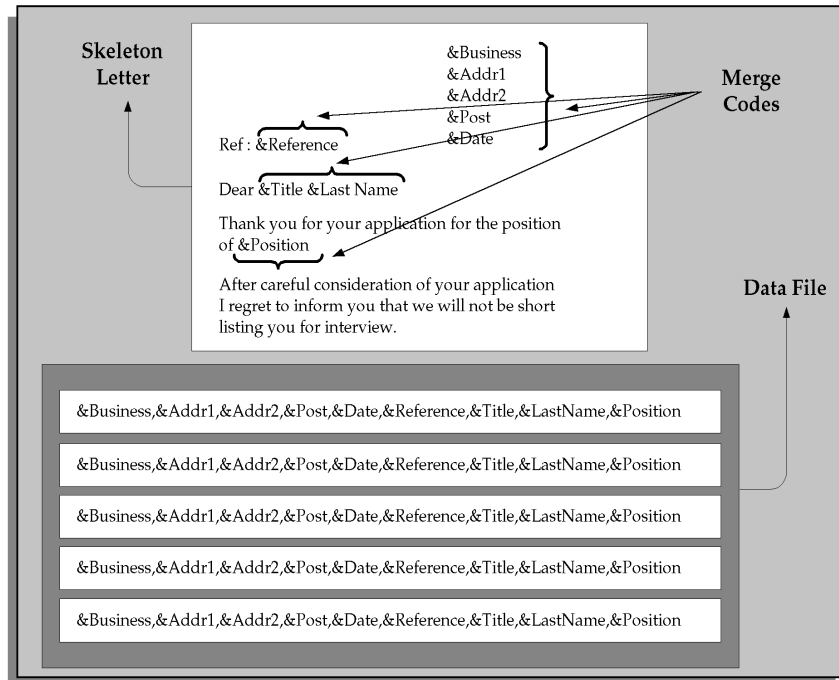 Skeleton
Letter
&Business
&Addr1
&Addr2
&Post
&Date
Merge
Codes
Ref : &Reference
Dear &Title &Last Name
Thank you for your application for the position
of &Position
After careful consideration of your application
I regret to inform you that we will not be short
listing you for interview.
Data File
&Business,&Addr1,&Addr2,&Post,&Date,&Reference,&Title,&LastName,&Position
&Business,&Addr1,&Addr2,&Post,&Date,&Reference,&Title,&LastName,&Position
&Business,&Addr1,&Addr2,&Post,&Date,&Reference,&Title,&LastName,&Position
&Business,&Addr1,&Addr2,&Post,&Date,&Reference,&Title,&LastName,&Position
&Business,&Addr1,&Addr2,&Post,&Date,&Reference,&Title,&LastName,&Position